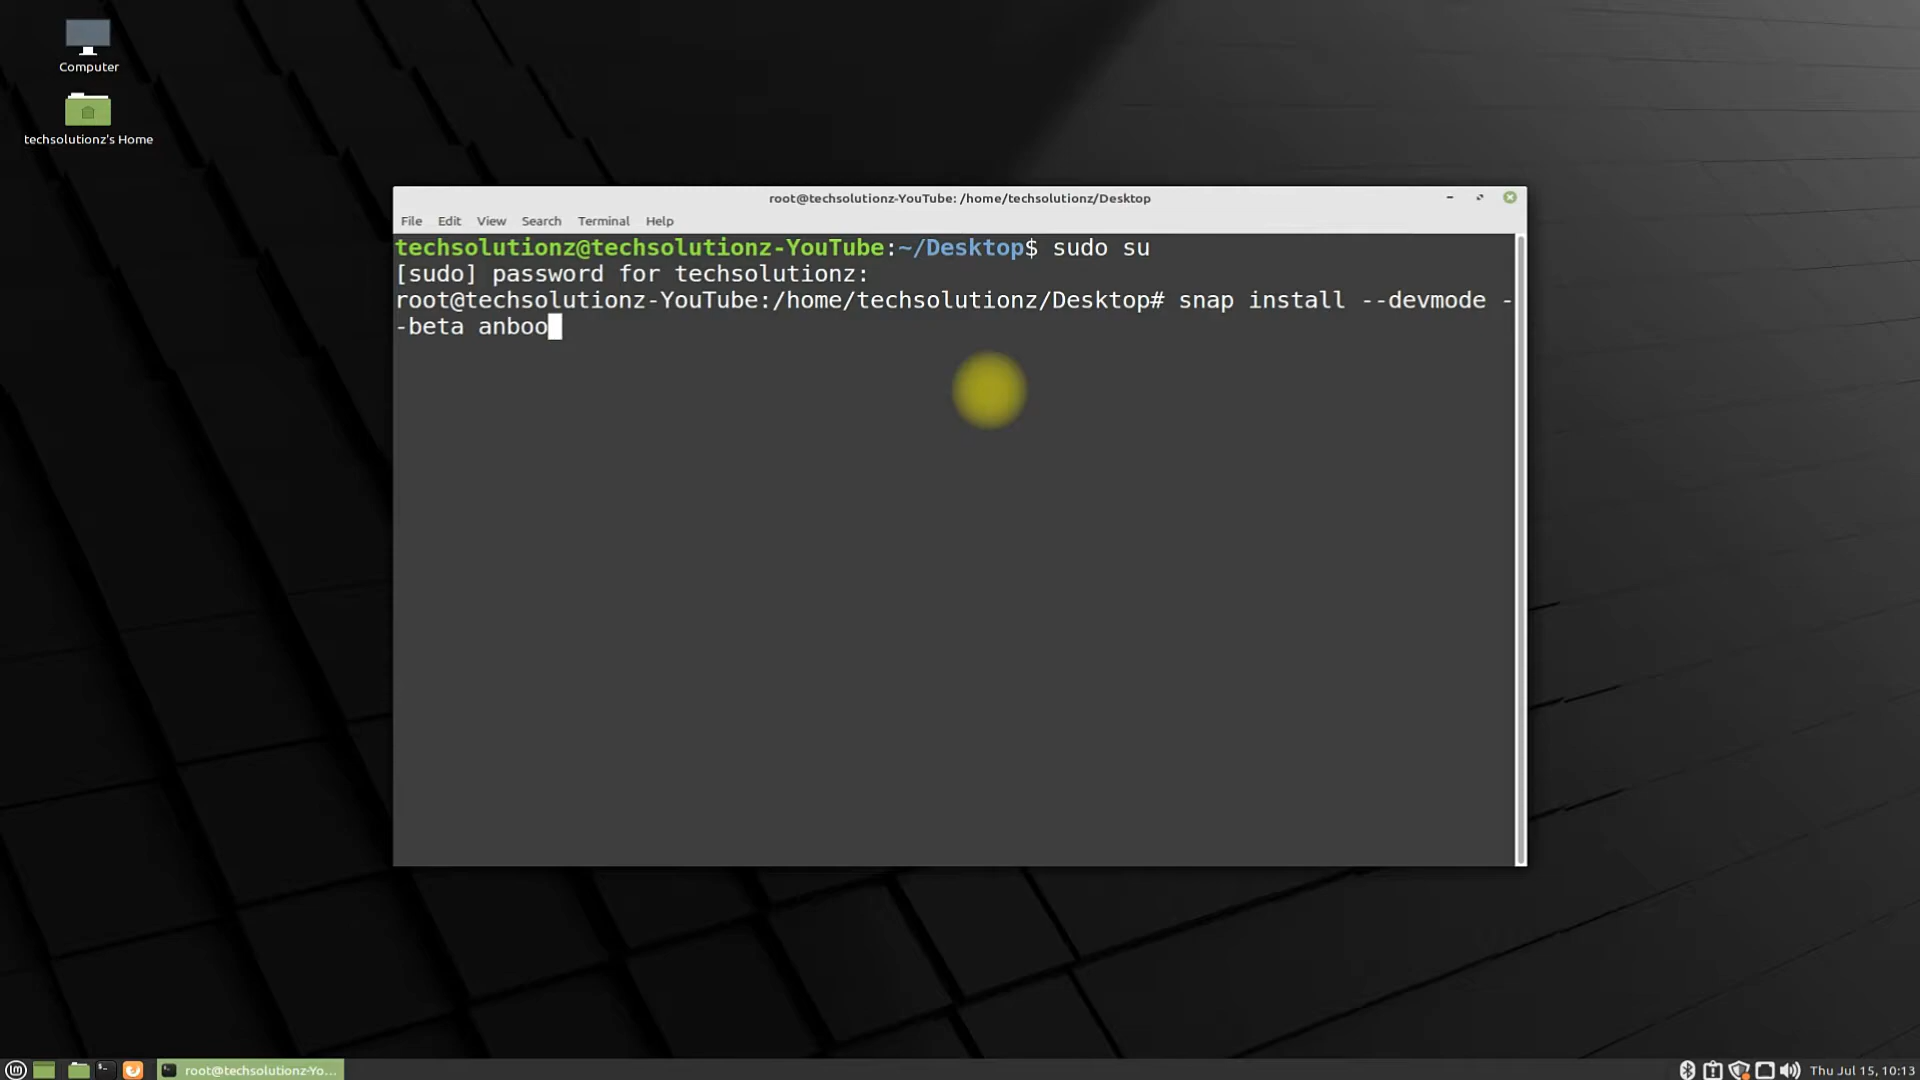 Computer
techsolutionz's Home
root@techsolutionz-YouTube: /home/techsolutionz/Desktop
File Edit View Search Terminal Help
techsolutionz@techsolutionz-YouTube:~/Desktop$ sudo su
[sudo] password for techsolutionz:
root@techsolutionz-YouTube:/home/techsolutionz/Desktop# snap install --devmode -
-beta anboo
root@techsolutionz-Yo...
Thu Jul 15, 10:13